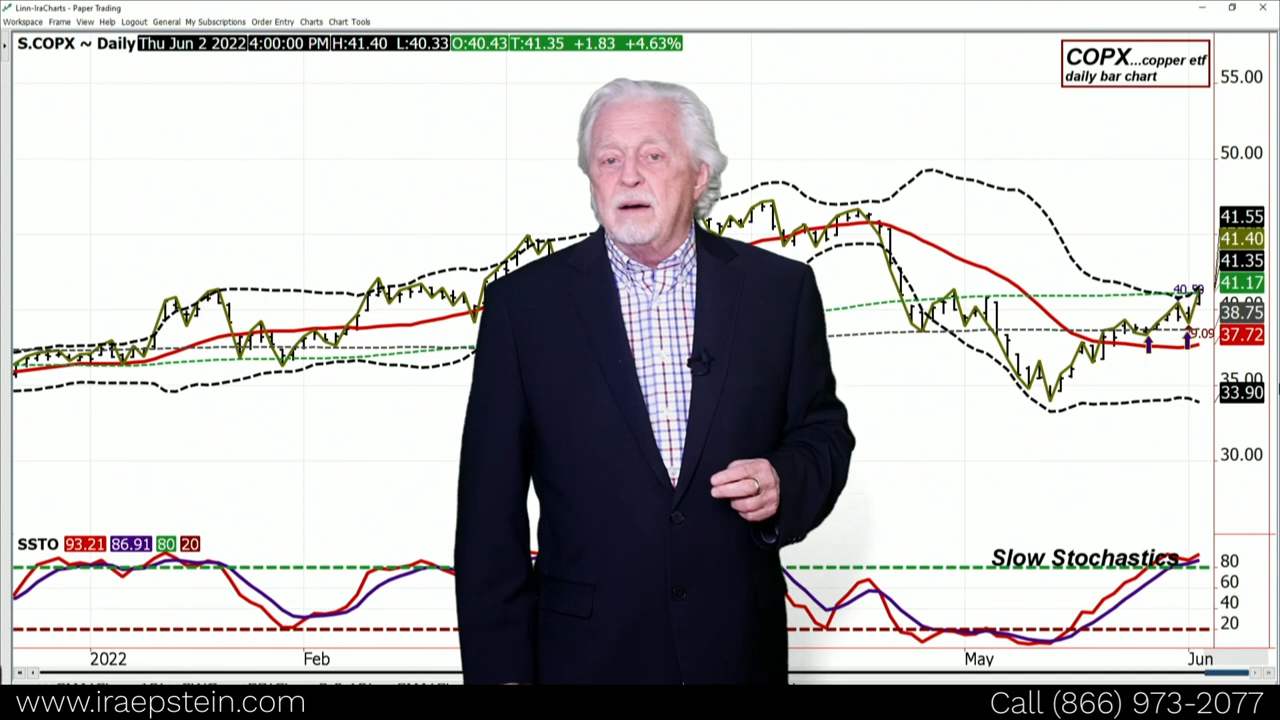 Linn-IraCharts - Paper Trading
Workspace Frame View Help Logout General My Subscriptions Order Entry Charts Chart Tools
S.COPX ~ Daily Thu Jun 2 2022 4:00:00 PM H:41.40 L:40.33 O:40.43 T:41.35 +1.83 +4.63%
COPX...copper etf
daily bar chart
55.00
50.00
41.55
41.40
41.35
41.17
38.75
37.72
35.00
33.90
30.00
SSTO 93.21 86.91 80 20
Slow Stochastics
80
60
40
20
2022 Feb May Jun
www.iraepstein.com Call (866) 973-2077